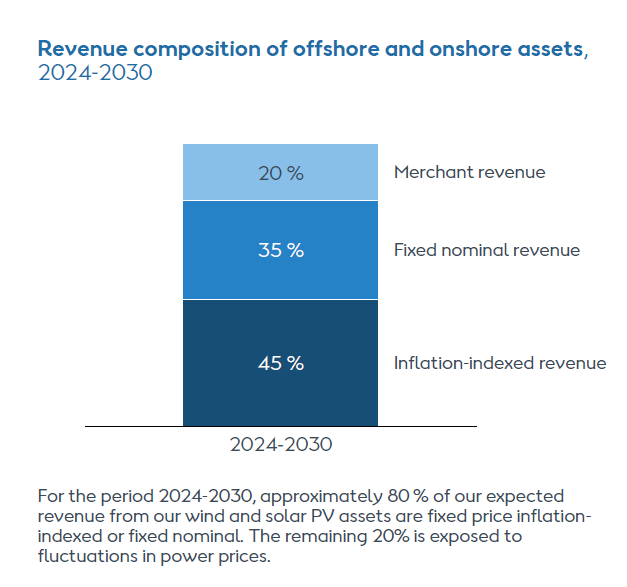 Revenue composition of offshore and onshore assets,
2024-2030
20 %
Merchant revenue
35 %
Fixed nominal revenue
45 %
Inflation-indexed revenue
2024-2030
For the period 2024-2030, approximately 80 % of our expected
revenue from our wind and solar PV assets are fixed price inflation-
indexed or fixed nominal. The remaining 20% is exposed to
fluctuations in power prices.